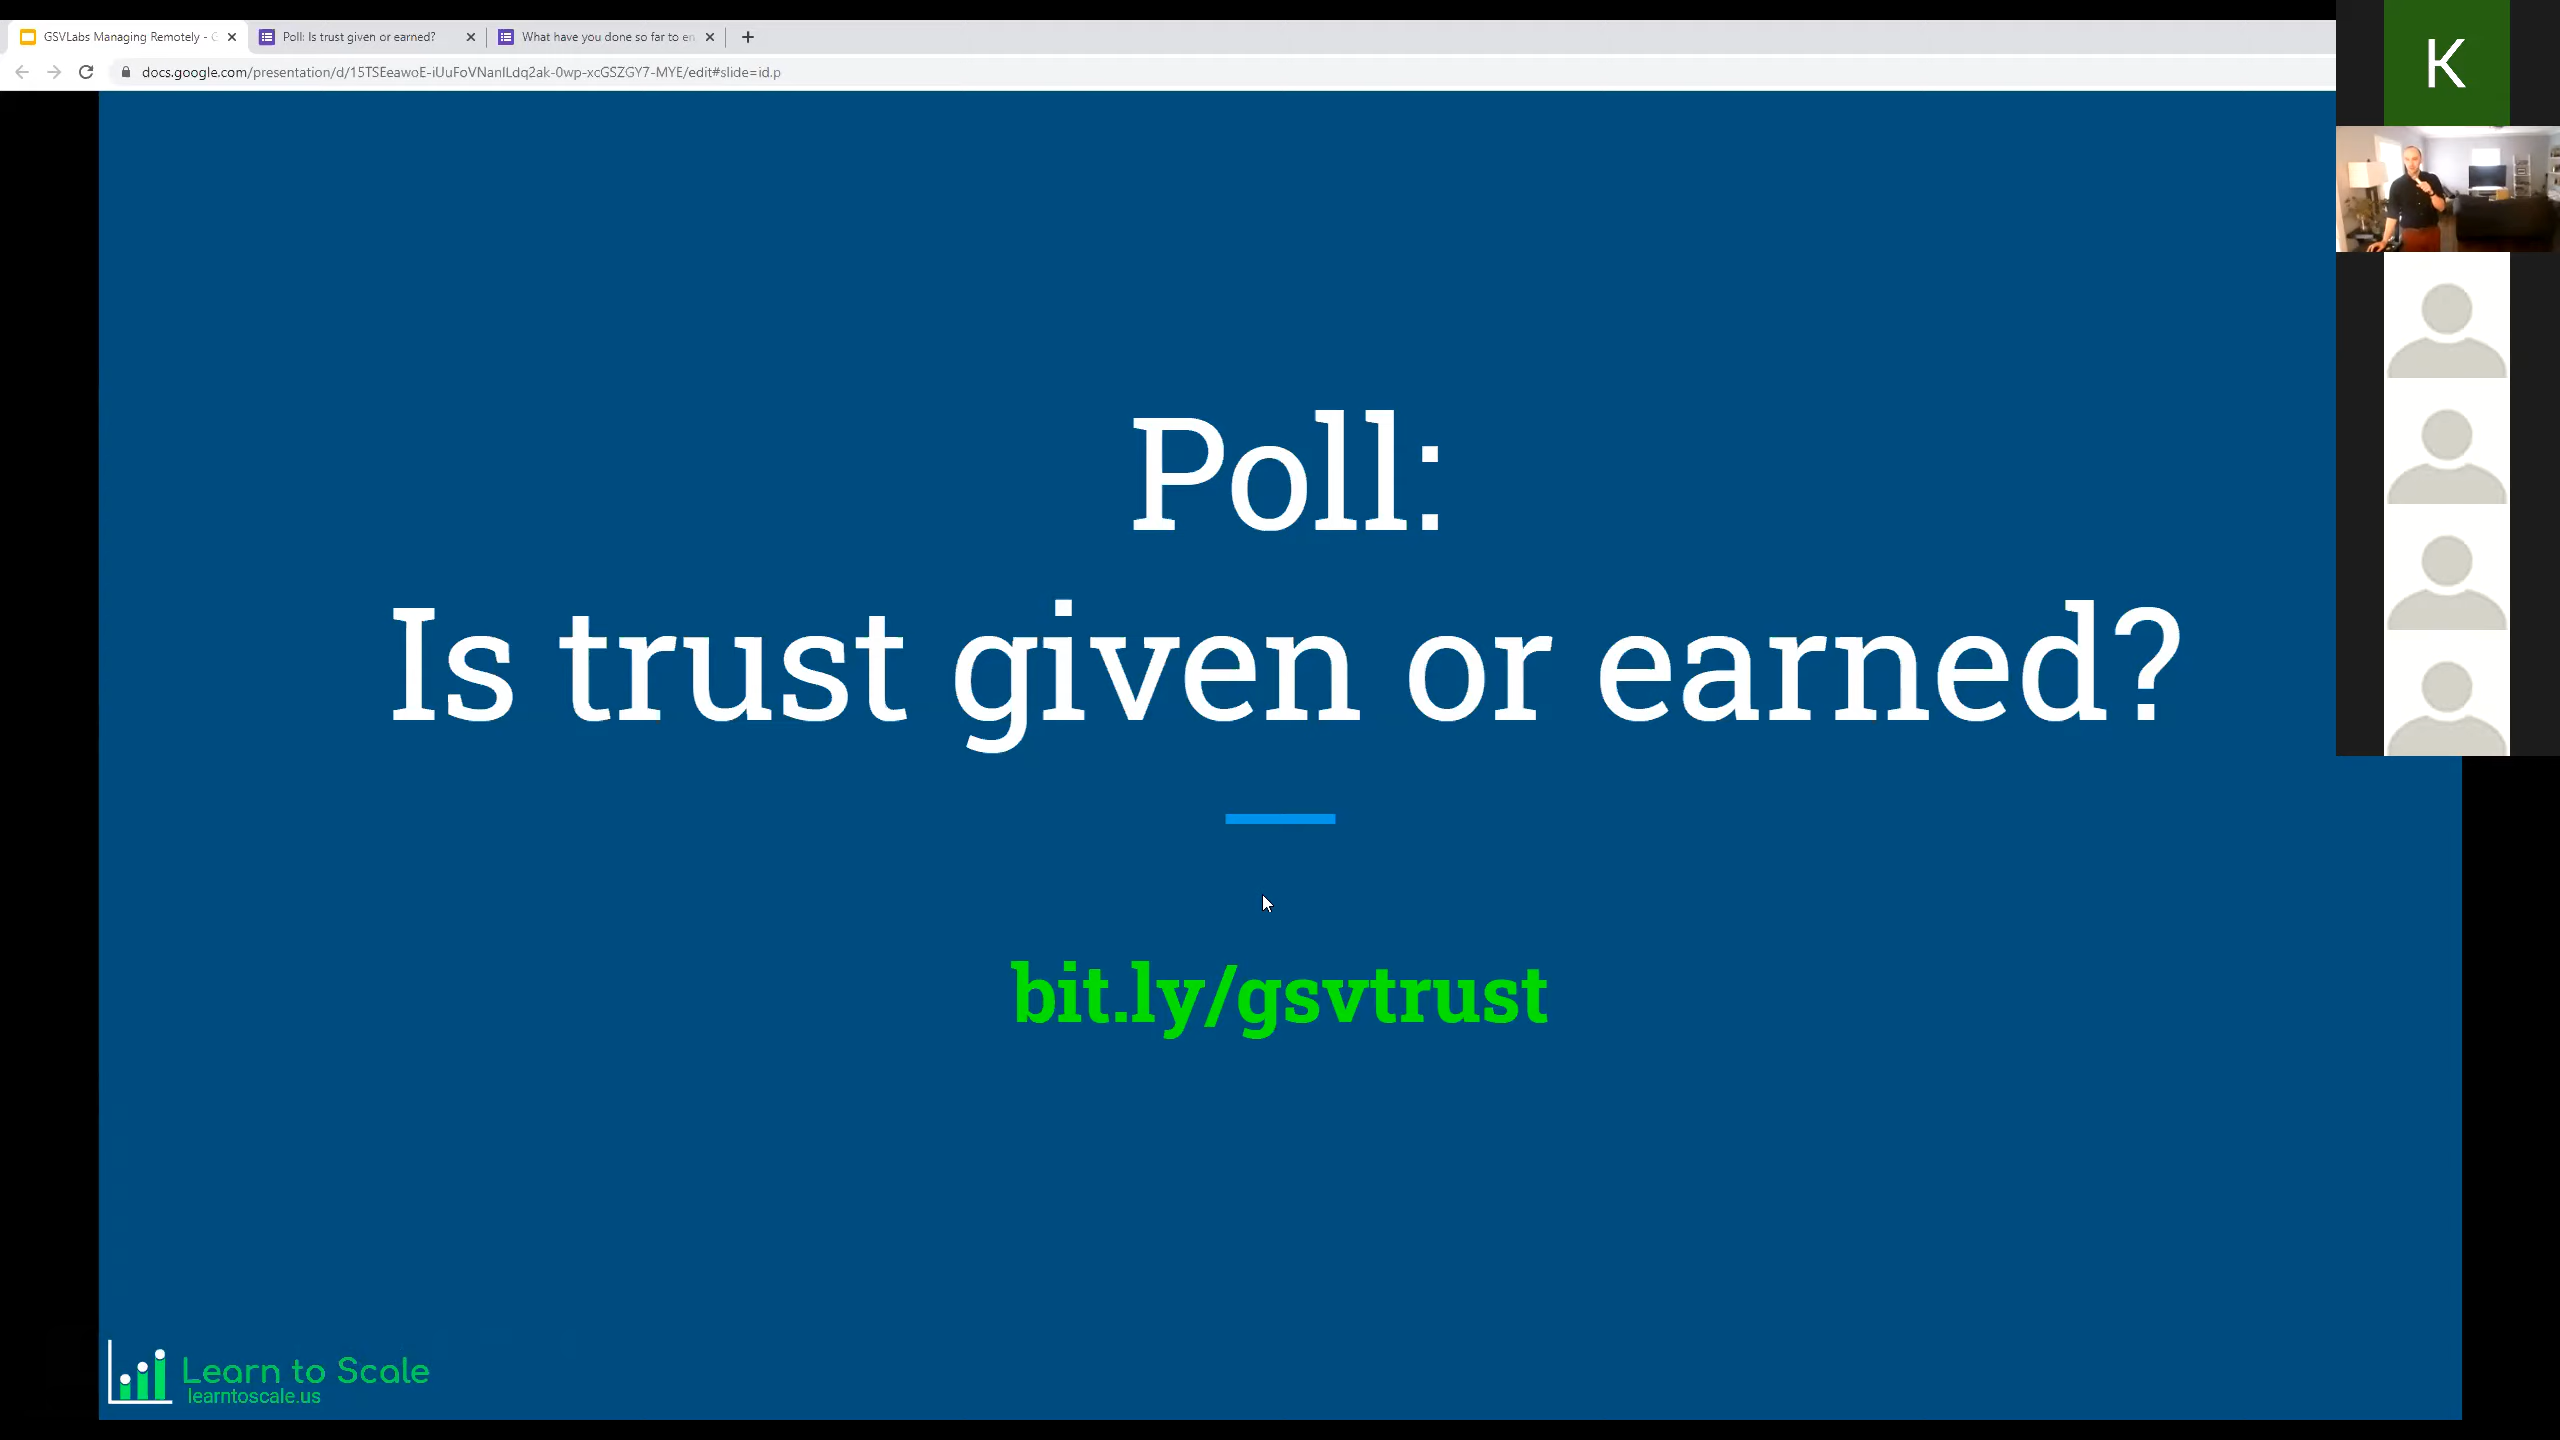 GSVLabs Managing Remotely - G
Poll: Is trust given or earned?
What have you done so far to en
docs.google.com/presentation/d/15TSEeawoE-iUuFoVNanILdq2ak-0wp-xcGSZGY7-MYE/edit#slide=id.p
K
Poll:
Is trust given or earned?
bit.ly/gsvtrust
Learn to Scale
learntoscale.us